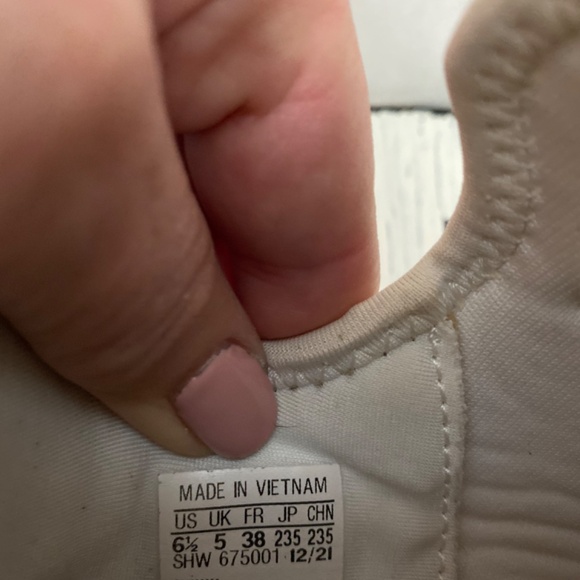 MADE IN VIETNAM
US UK FR JP CHN
6½ 5 38 235 235
SHW 675001 12/21